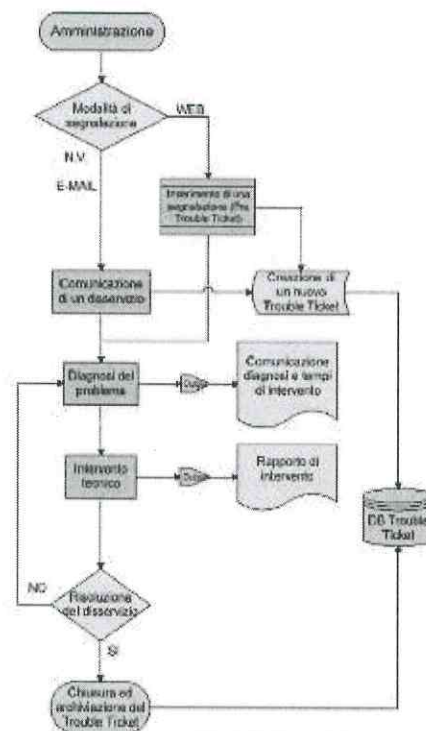 Amministrazione
Modalità di
segnalazione
WEB
N.V.
E-MAIL
Inserimento di una
segnalazione
Trouble Ticket)
Comunicazione
di un disservizio
Creazione di
un nuovo
Trouble Ticket
Diagnosi del
problema
Comunicazione
diagnosi e tempi
di intervento
Intervento
tecnico
Rapporto di
intervento
DB Trouble
Ticket
NO
Risoluzione
del disservizio
SI
Chiusura ed
archiviazione del
Trouble Ticket